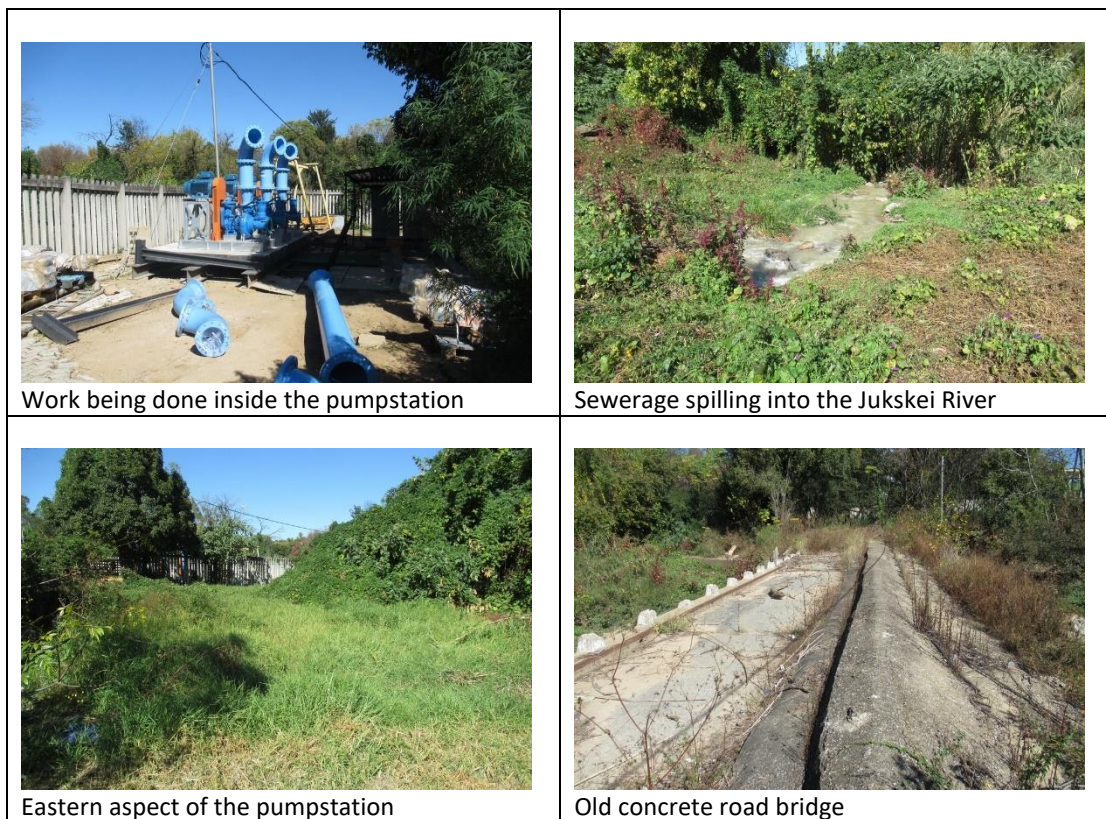 Work being done inside the pumpstation
Sewerage spilling into the Jukskei River
Eastern aspect of the pumpstation
Old concrete road bridge